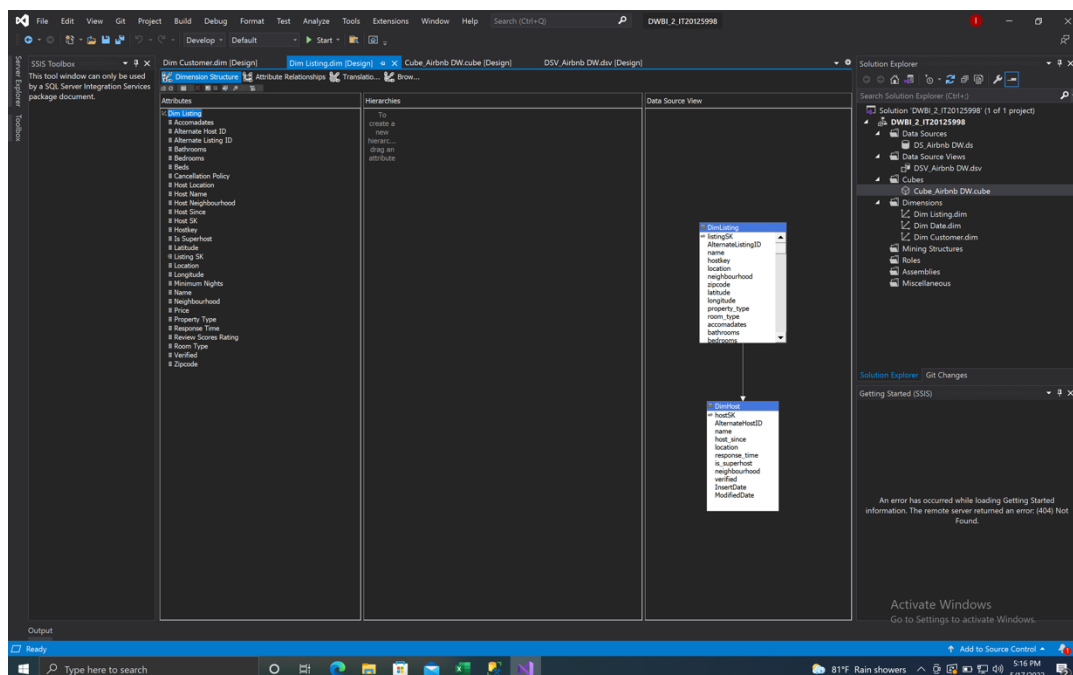 File Edit View Git Project Build Debug Format Test Analyze Tools Extensions Window Help Search (Ctrl+Q) DWBI_2_IT20125998
Develop Default Start
SSIS Toolbox
This tool window can only be used
by a SQL Server Integration Services
package document.
Server Explorer
Toolbox
Dim Customer.dim [Design] Dim Listing.dim [Design] Cube_Airbnb DW.cube [Design] DSV_Airbnb DW.dsv [Design]
Dimension Structure Attribute Relationships Translatio... Brow...
Attributes
Dim Listing
Accomadates
Alternate Host ID
Alternate Listing ID
Bathrooms
Bedrooms
Beds
Cancellation Policy
Host Location
Host Name
Host Neighbourhood
Host Since
Host SK
Hostkey
Is Superhost
Latitude
Listing SK
Location
Longitude
Minimum Nights
Name
Neighbourhood
Price
Property Type
Response Time
Review Scores Rating
Room Type
Verified
Zipcode
Hierarchies
To
create a
new
hierarc...
drag an
attribute
Data Source View
DimListing
listingSK
AlternateListingID
name
hostkey
location
neighbourhood
zipcode
latitude
longitude
property_type
room_type
accomadates
bathrooms
bedrooms
DimHost
hostSK
AlternateHostID
name
host_since
location
response_time
is_superhost
neighbourhood
verified
InsertDate
ModifiedDate
Solution Explorer
Search Solution Explorer (Ctrl+;)
Solution 'DWBI_2_IT20125998' (1 of 1 project)
DWBI_2_IT20125998
Data Sources
DS_Airbnb DW.ds
Data Source Views
DSV_Airbnb DW.dsv
Cubes
Cube_Airbnb DW.cube
Dimensions
Dim Listing.dim
Dim Date.dim
Dim Customer.dim
Mining Structures
Roles
Assemblies
Miscellaneous
Solution Explorer Git Changes
Getting Started (SSIS)
An error has occurred while loading Getting Started
information. The remote server returned an error: (404) Not
Found.
Activate Windows
Go to Settings to activate Windows.
Output
Ready Add to Source Control
Type here to search 81°F Rain showers 5:16 PM
5/17/2022